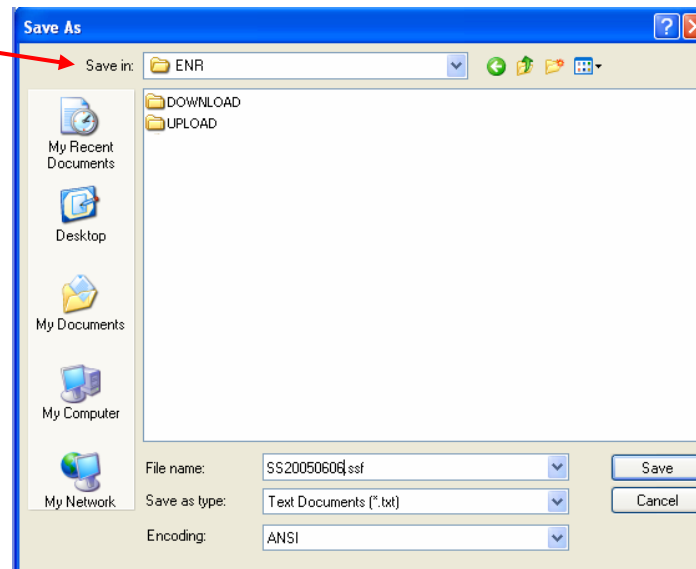 Save As
Save in:
ENR
DOWNLOAD
UPLOAD
My Recent
Documents
Desktop
My Documents
My Computer
My Network
File name:
SS20050606.ssf
Save
Save as type:
Text Documents (*.txt)
Cancel
Encoding:
ANSI